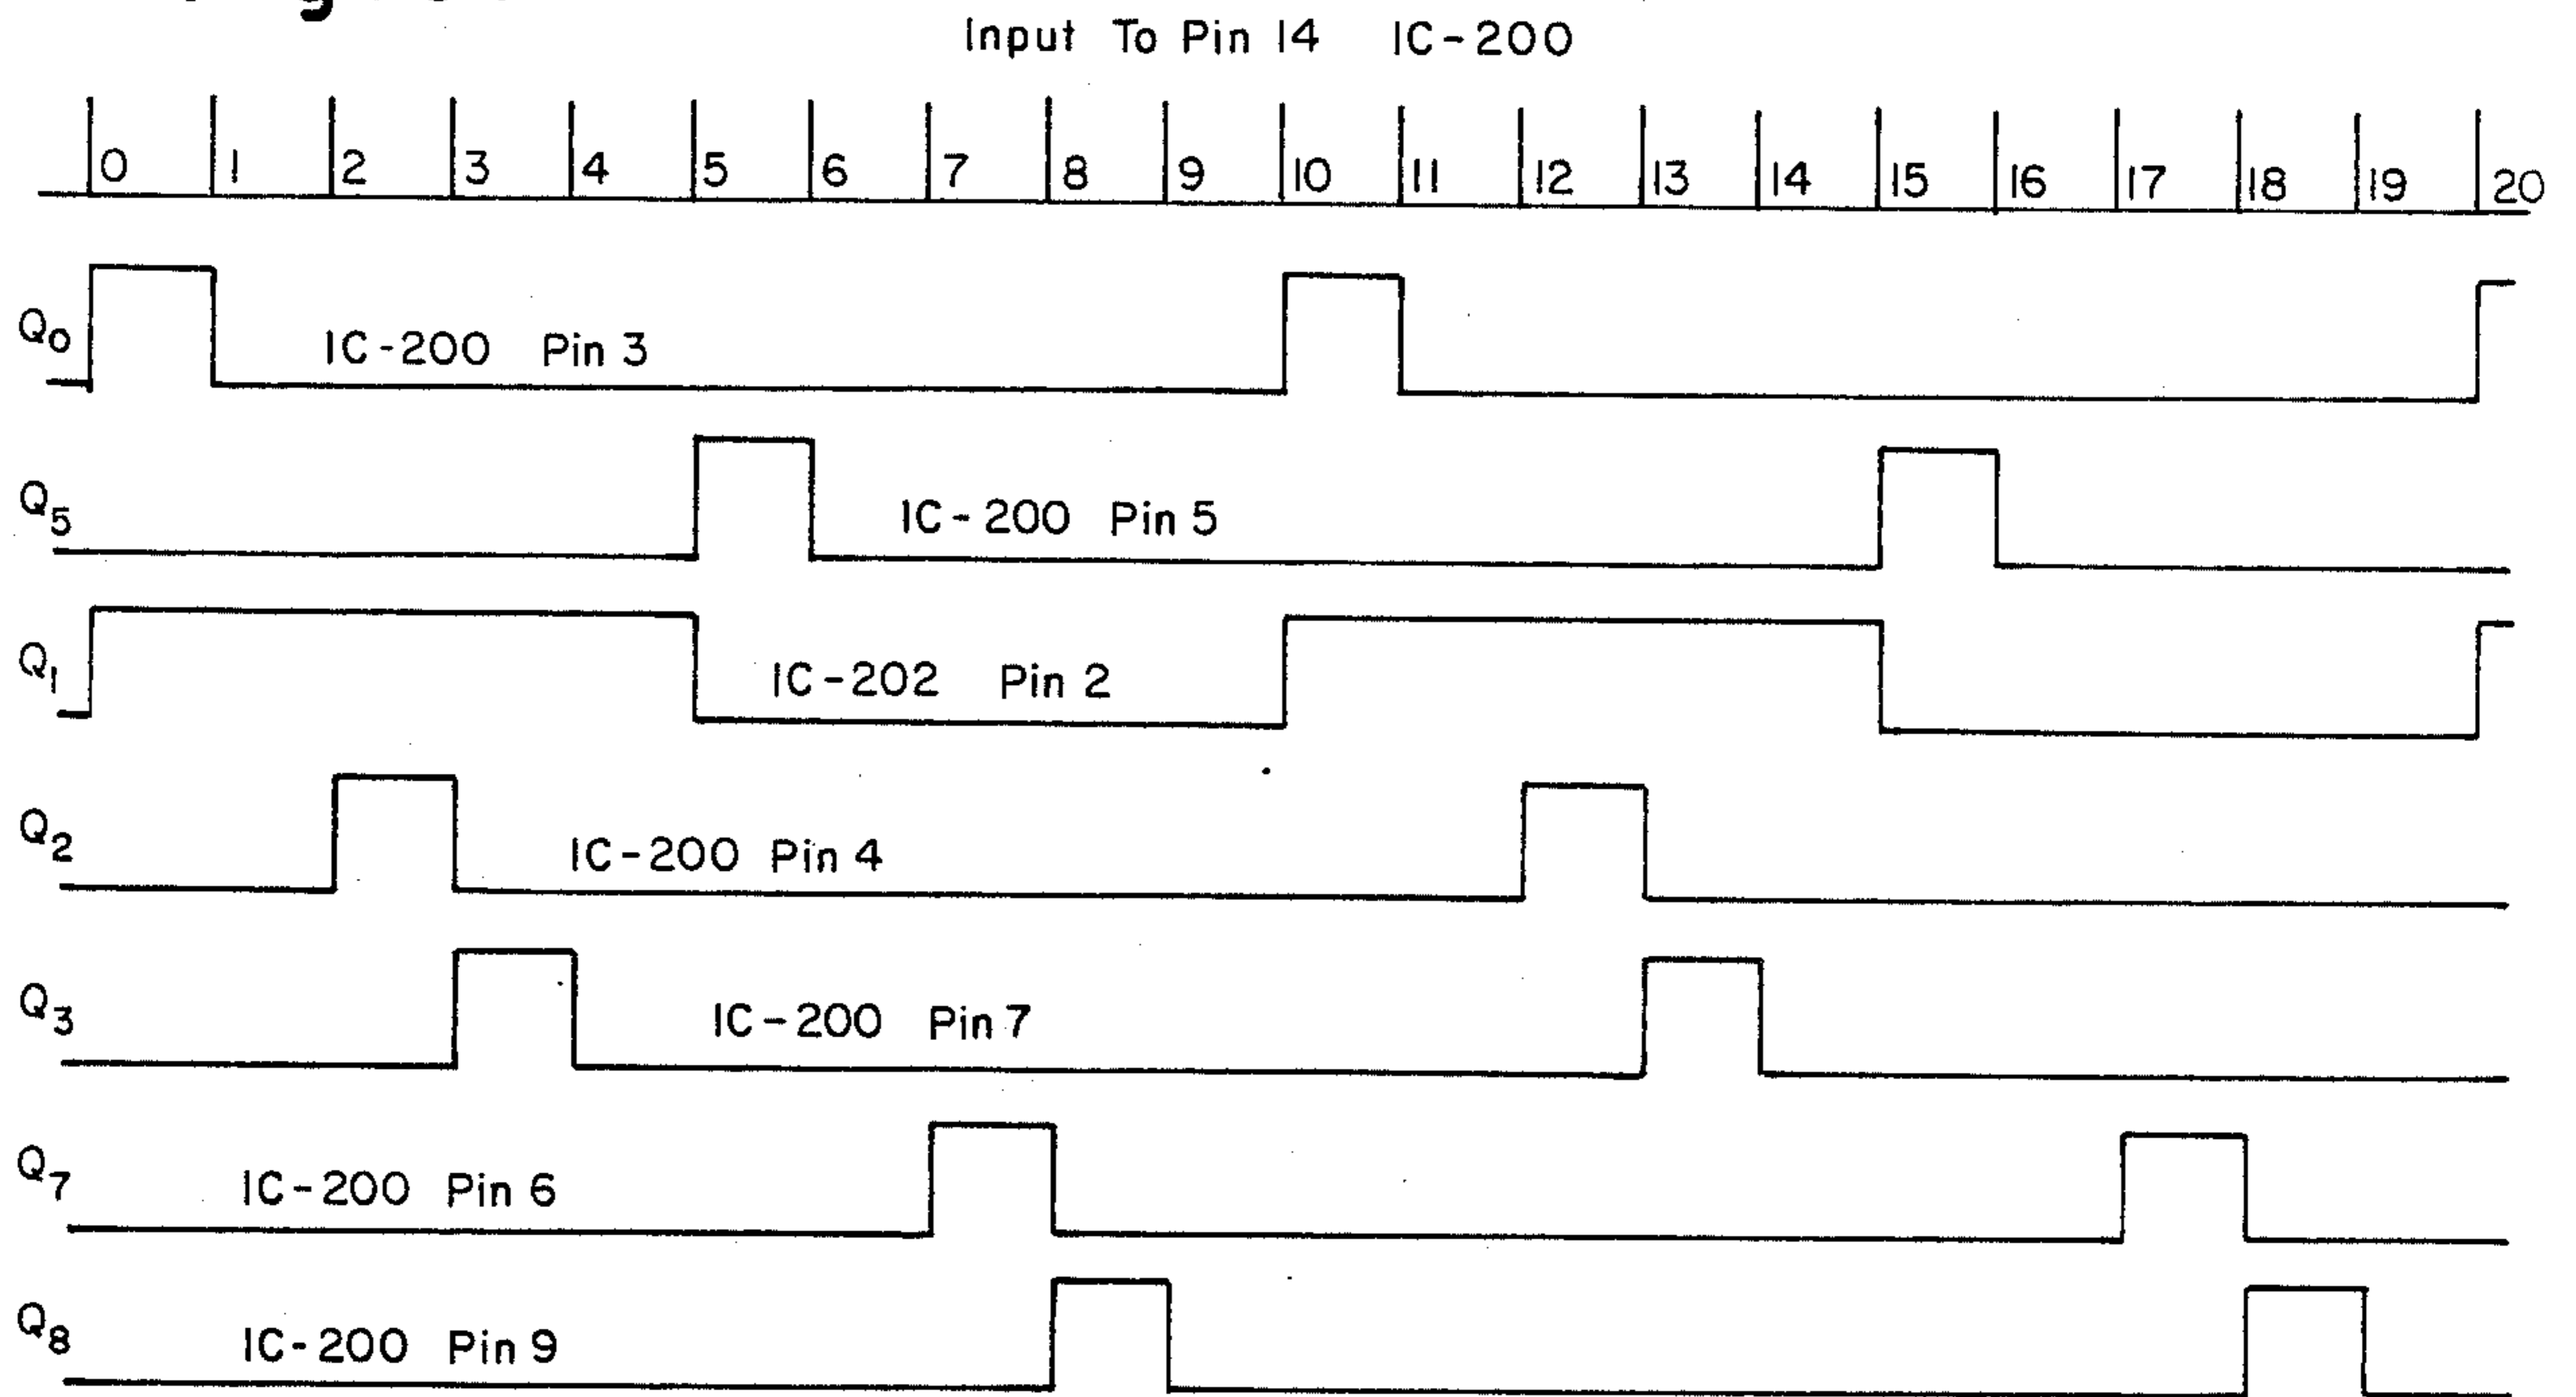 Input To Pin 14 IC-200
0 1 2 3 4 5 6 7 8 9 10 11 12 13 14 15 16 17 18 19 20
Q0 IC-200 Pin 3
Q5 IC-200 Pin 5
Q1 IC-202 Pin 2
Q2 IC-200 Pin 4
Q3 IC-200 Pin 7
Q7 IC-200 Pin 6
Q8 IC-200 Pin 9